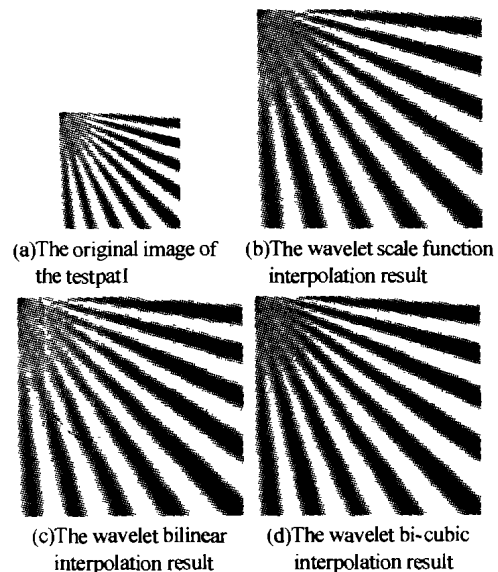 (a)The original image of
the testpatl
(b)The wavelet scale function
interpolation result
(c)The wavelet bilinear
interpolation result
(d)The wavelet bi-cubic
interpolation result